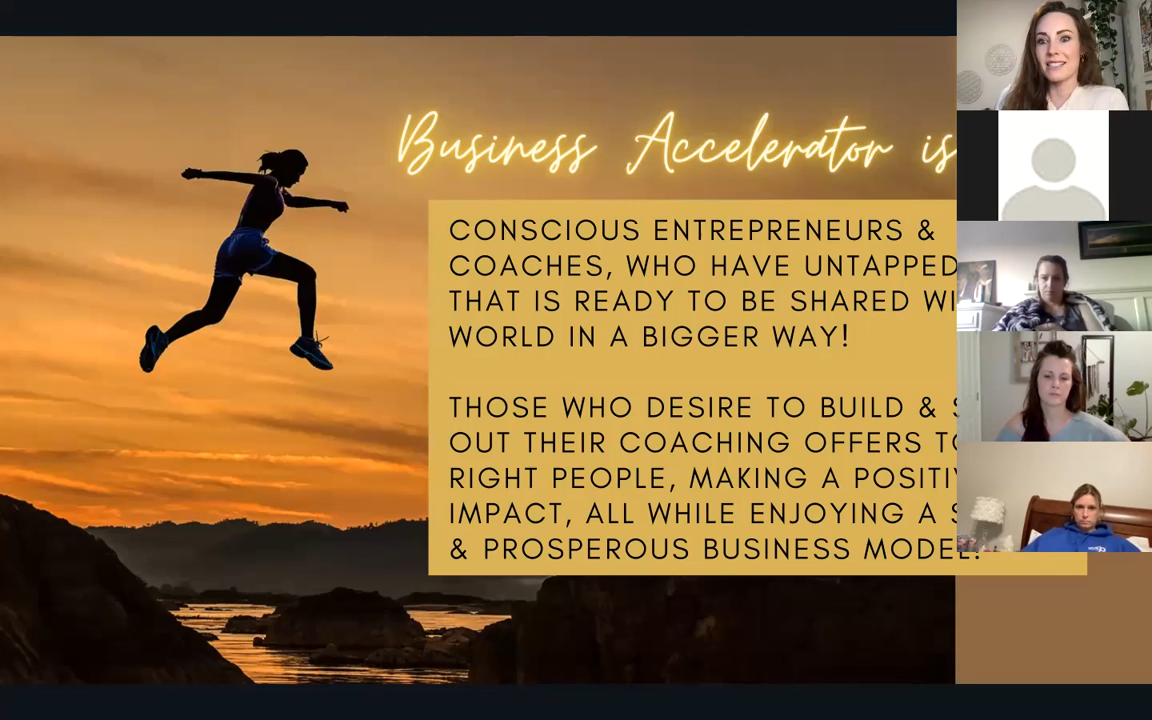 Business Accelerator is
CONSCIOUS ENTREPRENEURS &
COACHES, WHO HAVE UNTAPPED
THAT IS READY TO BE SHARED
WORLD IN A BIGGER WAY!
THOSE WHO DESIRE TO BUILD &
OUT THEIR COACHING OFFERS
RIGHT PEOPLE, MAKING A
IMPACT, ALL WHILE ENJOYING A
& PROSPEROUS BUSINESS MODEL!